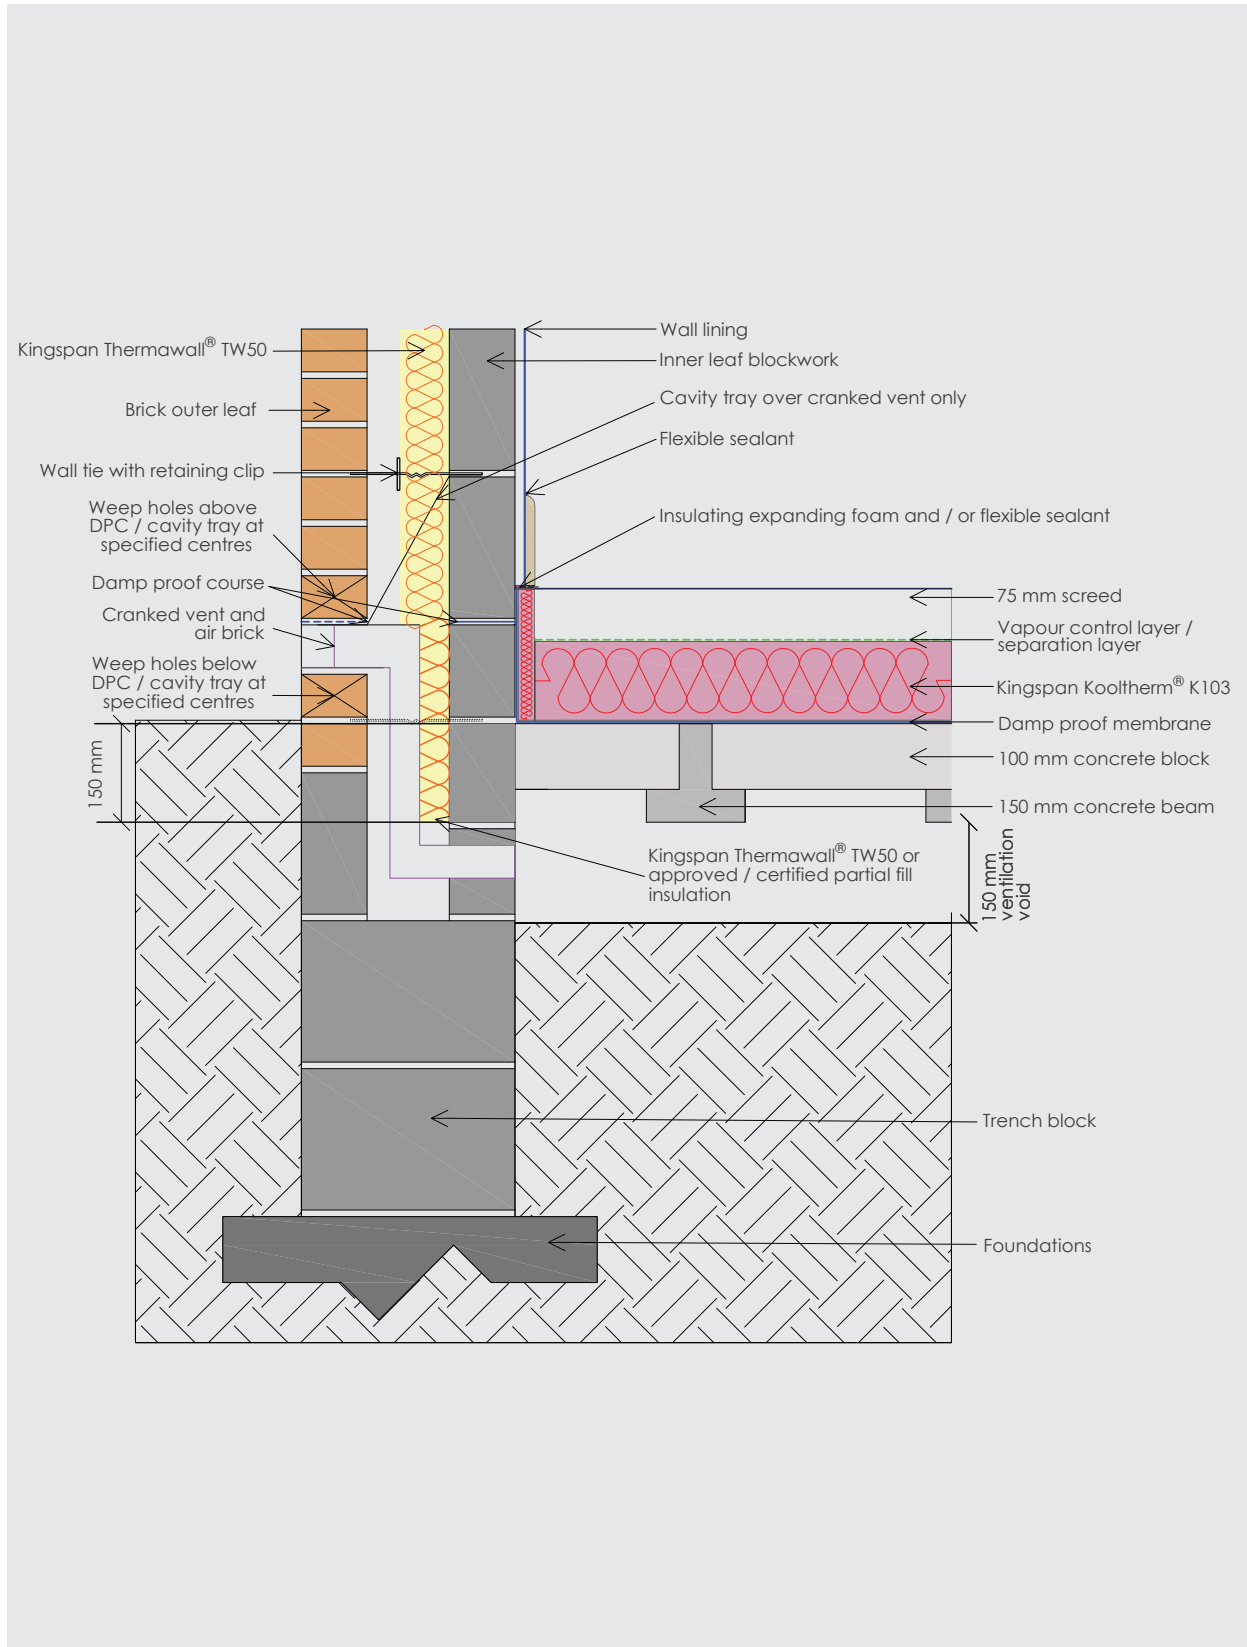 Kingspan Thermawall® TW50
Brick outer leaf
Wall tie with retaining clip
Weep holes above
DPC / cavity tray at
specified centres
Damp proof course
Cranked vent and
air brick
Weep holes below
DPC / cavity tray at
specified centres
150 mm
Wall lining
Inner leaf blockwork
Cavity tray over cranked vent only
Flexible sealant
Insulating expanding foam and / or flexible sealant
75 mm screed
Vapour control layer /
separation layer
Kingspan Kooltherm® K103
Damp proof membrane
100 mm concrete block
150 mm concrete beam
Kingspan Thermawall® TW50 or
approved / certified partial fill
insulation
150 mm
ventilation
void
Trench block
Foundations